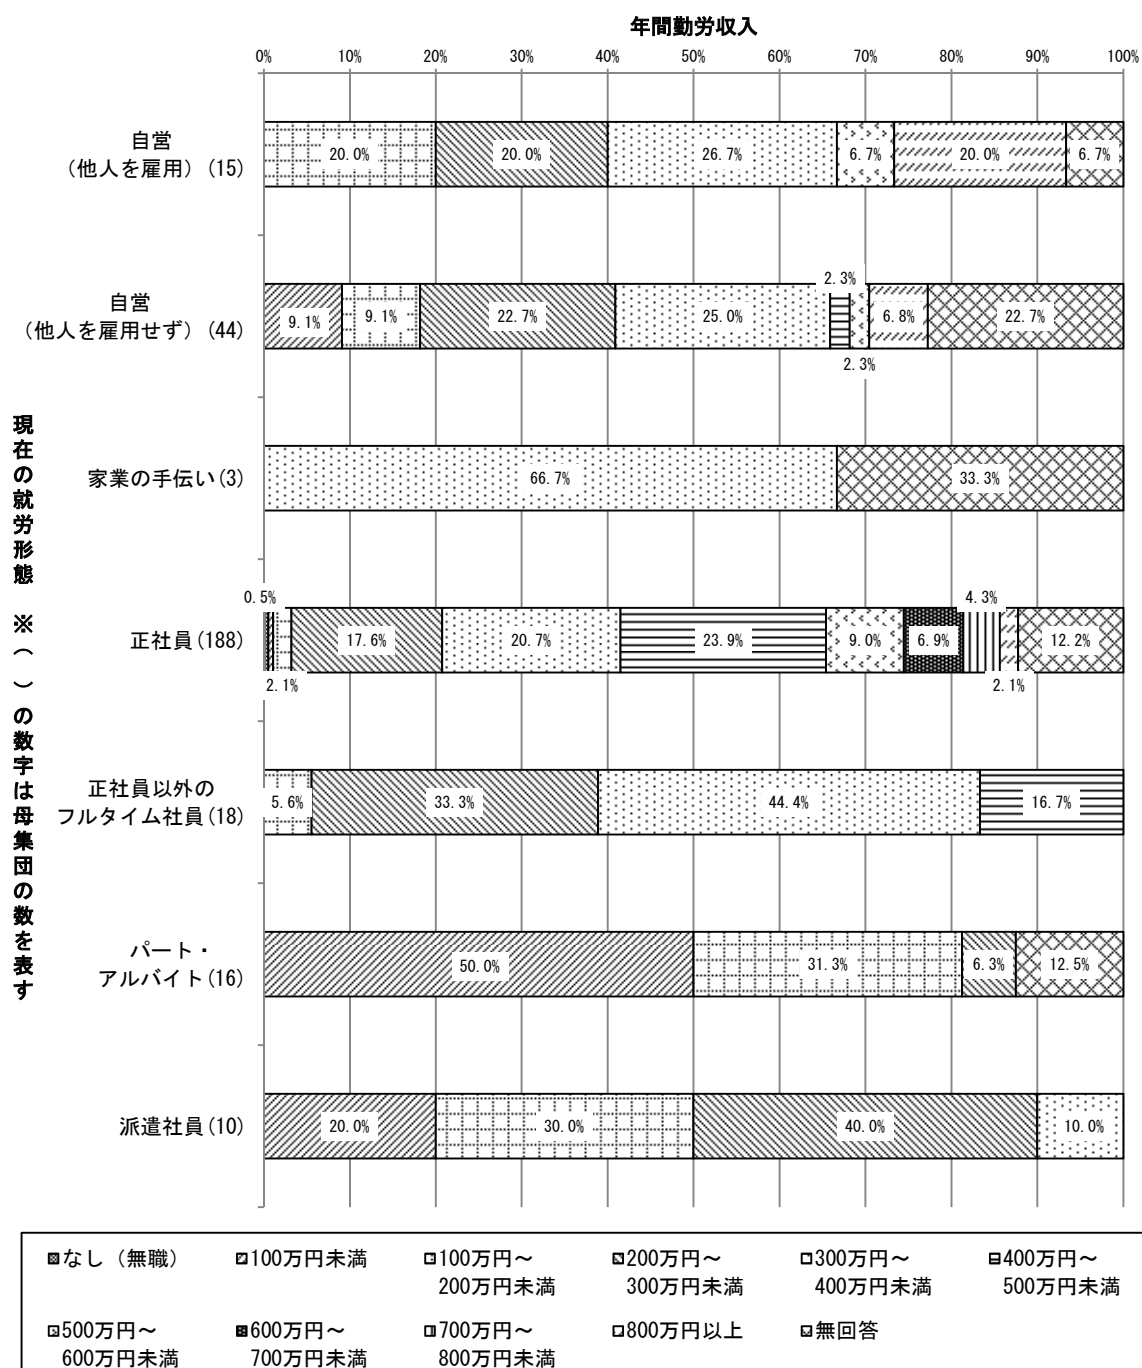 年間勤労収入
0% 10% 20% 30% 40% 50% 60% 70% 80% 90% 100%
自営
（他人を雇用）(15)
20.0% 20.0% 26.7% 6.7% 20.0% 6.7%
自営
（他人を雇用せず）(44)
9.1% 9.1% 22.7% 25.0% 2.3% 2.3% 6.8% 22.7%
家業の手伝い(3)
66.7% 33.3%
正社員(188)
0.5% 2.1% 17.6% 20.7% 23.9% 9.0% 6.9% 4.3% 2.1% 12.2%
正社員以外の
フルタイム社員(18)
5.6% 33.3% 44.4% 16.7%
パート・
アルバイト(16)
50.0% 31.3% 6.3% 12.5%
派遣社員(10)
20.0% 30.0% 40.0% 10.0%
現在の就労形態 ※（ ）の数字は母集団の数を表す
なし（無職）
100万円未満
100万円～
200万円未満
200万円～
300万円未満
300万円～
400万円未満
400万円～
500万円未満
500万円～
600万円未満
600万円～
700万円未満
700万円～
800万円未満
800万円以上
無回答